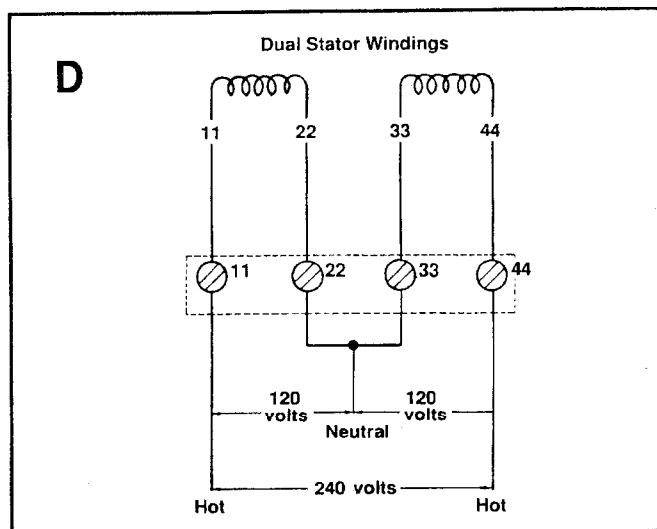 Dual Stator Windings
D
11 22 33 44
11 22 33 44
120 volts 120 volts
Neutral
240 volts
Hot Hot